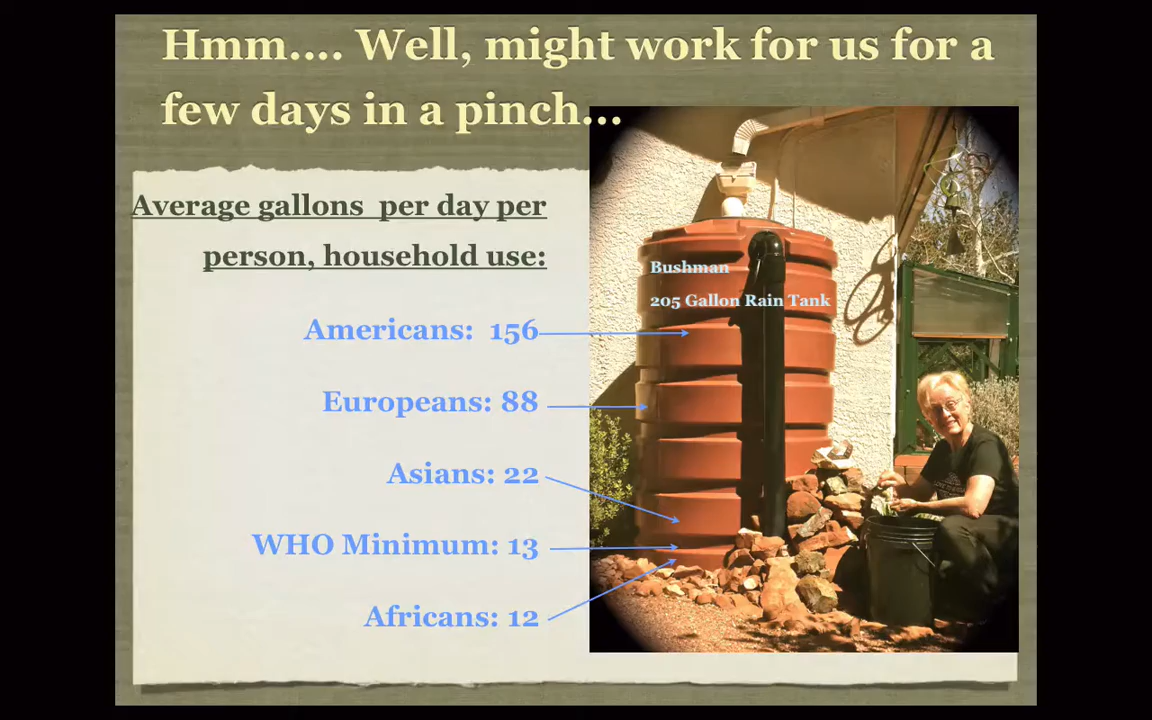 Hmm.... Well, might work for us for a
few days in a pinch...
Average gallons  per day per
person, household use:
Bushman
205 Gallon Rain Tank
Americans:  156
Europeans: 88
Asians: 22
WHO Minimum: 13
Africans: 12